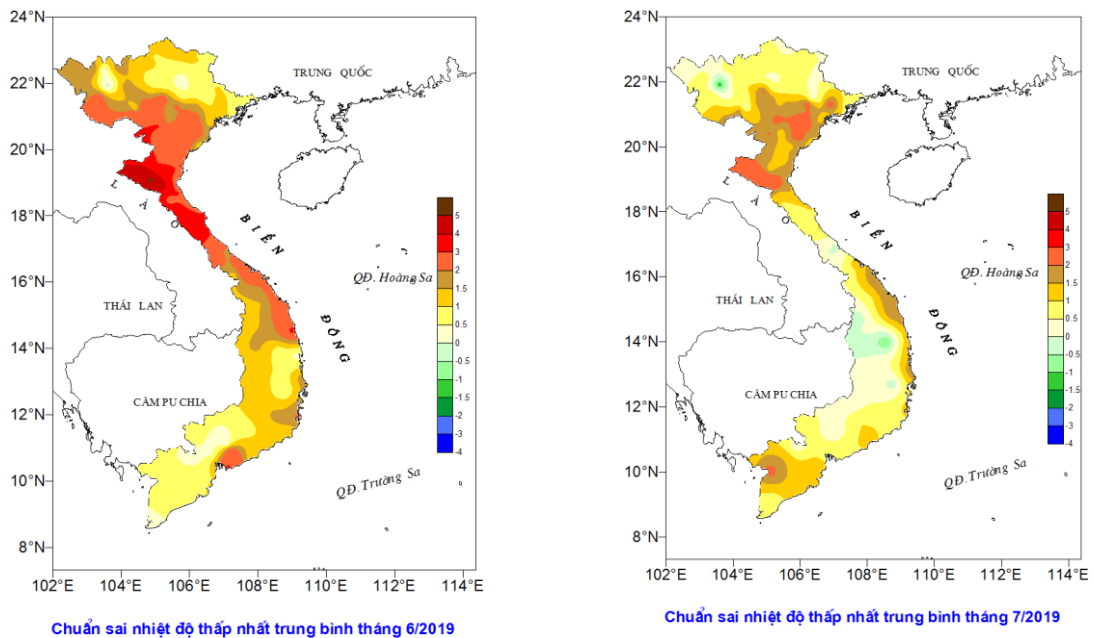 24°N
22°N
20°N
18°N
16°N
14°N
12°N
10°N
8°N
102°E 104°E 106°E 108°E 110°E 112°E 114°E
TRUNG QUỐC
L À O
BIỂN ĐÔNG
QĐ. Hoàng Sa
THÁI LAN
CĂM PU CHIA
QĐ. Trường Sa
5
4
3
2
1.5
1
0.5
0
-0.5
-1
-1.5
-2
-3
-4
Chuẩn sai nhiệt độ thấp nhất trung bình tháng 6/2019
24°N
22°N
20°N
18°N
16°N
14°N
12°N
10°N
8°N
102°E 104°E 106°E 108°E 110°E 112°E 114°E
TRUNG QUỐC
L À O
BIỂN ĐÔNG
QĐ. Hoàng Sa
THÁI LAN
CĂM PU CHIA
QĐ. Trường Sa
5
4
3
2
1.5
1
0.5
0
-0.5
-1
-1.5
-2
-3
-4
Chuẩn sai nhiệt độ thấp nhất trung bình tháng 7/2019